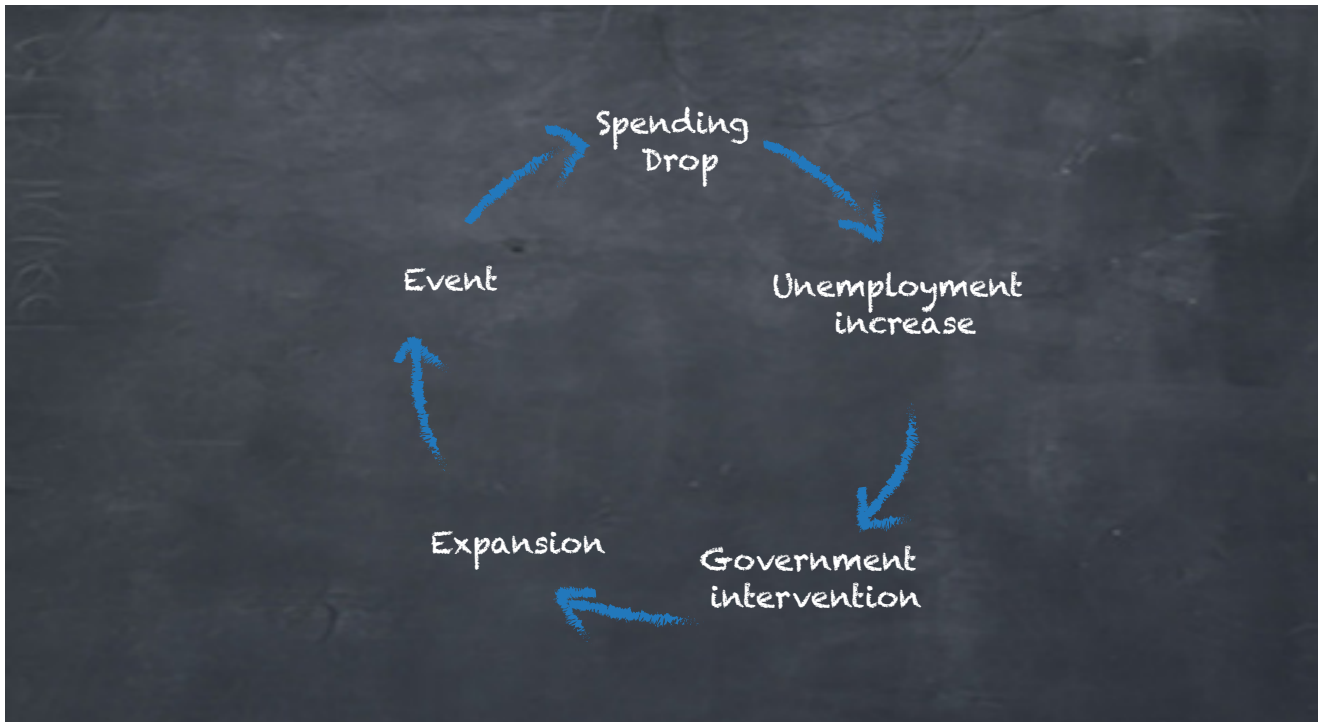 Spending
Drop
Unemployment
increase
Government
intervention
Expansion
Event